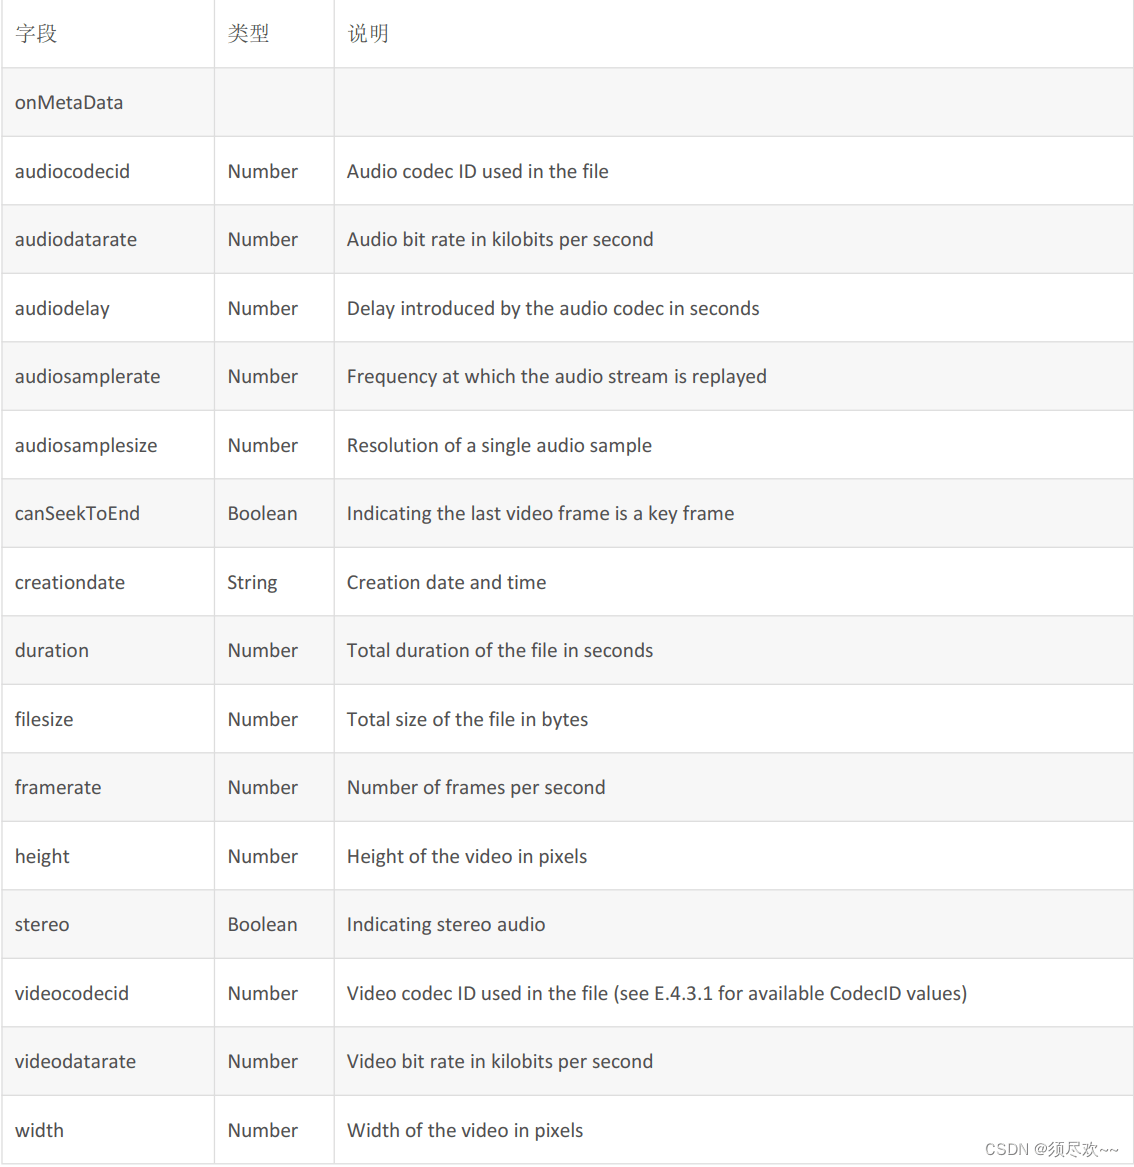 字段 类型 说明
onMetaData
audiocodecid Number Audio codec ID used in the file
audiodatarate Number Audio bit rate in kilobits per second
audiodelay Number Delay introduced by the audio codec in seconds
audiosamplerate Number Frequency at which the audio stream is replayed
audiosamplesize Number Resolution of a single audio sample
canSeekToEnd Boolean Indicating the last video frame is a key frame
creationdate String Creation date and time
duration Number Total duration of the file in seconds
filesize Number Total size of the file in bytes
framerate Number Number of frames per second
height Number Height of the video in pixels
stereo Boolean Indicating stereo audio
videocodecid Number Video codec ID used in the file (see E.4.3.1 for available CodecID values)
videodatarate Number Video bit rate in kilobits per second
width Number Width of the video in pixels
CSDN @须尽欢~~